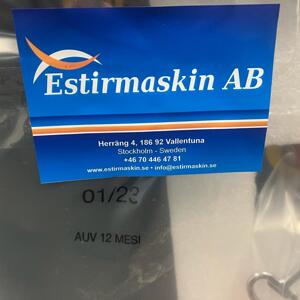 Estirmaskin AB
Herräng 4, 186 92 Vallentuna
Stockholm - Sweden
+46 70 446 47 81
www.estirmaskin.se • info@estirmaskin.se
01/23
AUV 12 MESI